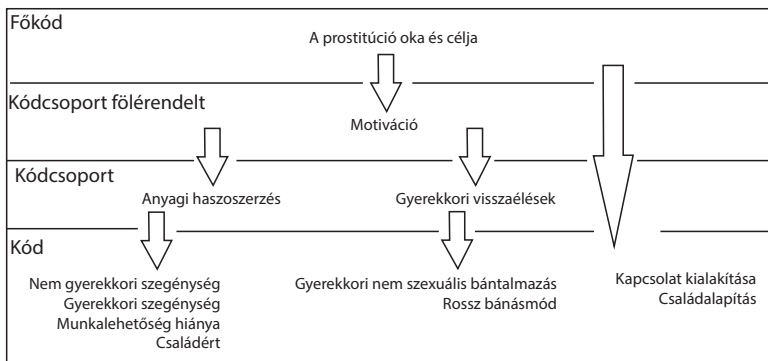 Főkód
A prostitúció oka és célja
Kódcsoport fölérendelt
Motiváció
Kódcsoport
Anyagi haszoszerzés
Gyerekkori visszaélések
Kód
Nem gyerekkori szegénység
Gyerekkori szegénység
Munkalehetőség hiánya
Családért
Gyerekkori nem szexuális bántalmazás
Rossz bánásmód
Kapcsolat kialakítása
Családalapítás